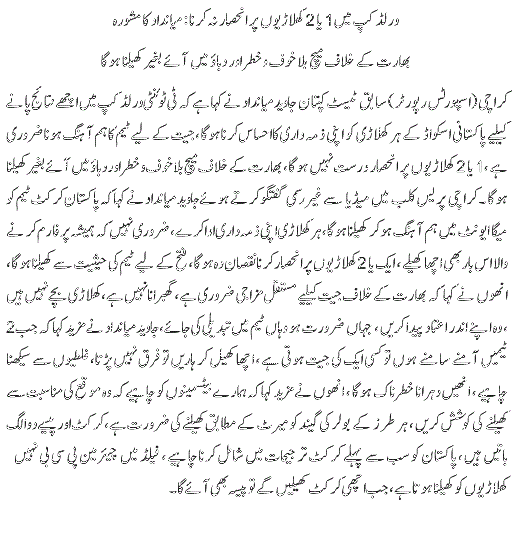 ورلڈ کپ میں 1 یا 2 کھلاڑیوں پر انحصار نہ کرنا: میانداد کا مشورہ
بھارت کے خلاف میچ بلا خوف و خطر اور دباؤ میں آئے بغیر کھیلنا ہوگا
کراچی (اسپورٹس رپورٹر) سابق ٹیسٹ کپتان جاوید میانداد نے کہا ہے کہ ٹی ٹوئنٹی ورلڈ کپ میں اچھے نتائج پانے
کیلیے پاکستانی اسکواڈ کے ہر کھلاڑی کو اپنی ذمہ داری کا احساس کرنا ہوگا، جیت کے لیے ٹیم کا ہم آہنگ ہونا ضروری
ہے، 1 یا 2 کھلاڑیوں پر انحصار درست نہیں ہوگا، بھارت کے خلاف میچ بلا خوف و خطر اور دباؤ میں آئے بغیر کھیلنا
ہوگا۔ کراچی پریس کلب میں میڈیا سے غیر رسمی گفتگو کرتے ہوئے جاوید میانداد نے کہا کہ پاکستان کرکٹ ٹیم کو
میگا ایونٹ میں ہم آہنگ ہو کر کھیلنا ہوگا، ہر کھلاڑی اپنی ذمہ داری ادا کرے، ضروری نہیں کہ ہمیشہ پرفارم کرنے
والا اس بار بھی اچھا کھیلے، ایک یا 2 کھلاڑیوں پر انحصار کرنا نقصان دہ ہوگا، فتح کے لیے ٹیم کی حیثیت سے کھیلنا ہوگا،
انھوں نے کہا کہ بھارت کے خلاف جیت کیلیے مستقل مزاجی ضروری ہے، گھبرانا نہیں ہے، کھلاڑی بچے نہیں ہیں
، وہ اپنے اندر اعتماد پیدا کریں، جہاں ضرورت ہو وہاں ٹیم میں تبدیلی کی جائے، جاوید میانداد نے مزید کہا کہ جب 2
ٹیمیں آمنے سامنے ہوں تو کسی ایک کی جیت ہوتی ہے، اچھا کھیل کر ہاریں تو فرق نہیں پڑتا، غلطیوں سے سیکھنا
چاہیے، انھیں دہرانا خطرناک ہوگا، انھوں نے مزید کہا کہ ہمارے بیٹسمینوں کو چاہیے کہ وہ موقع کی مناسبت سے
کھیلنے کی کوشش کریں، ہر طرز کے بولر کی گیند کو میرٹ کے مطابق کھیلنے کی ضرورت ہے، کرکٹ اور پیسے دو الگ
باتیں ہیں، پاکستان کو سب سے پہلے کرکٹ ترجیحات میں شامل کرنا چاہیے، فیلڈ میں چیئرمین پی سی بی نہیں
کھلاڑیوں کو کھیلنا ہوتا ہے، جب اچھی کرکٹ کھیلیں گے تو پیسہ بھی آئے گا۔۔